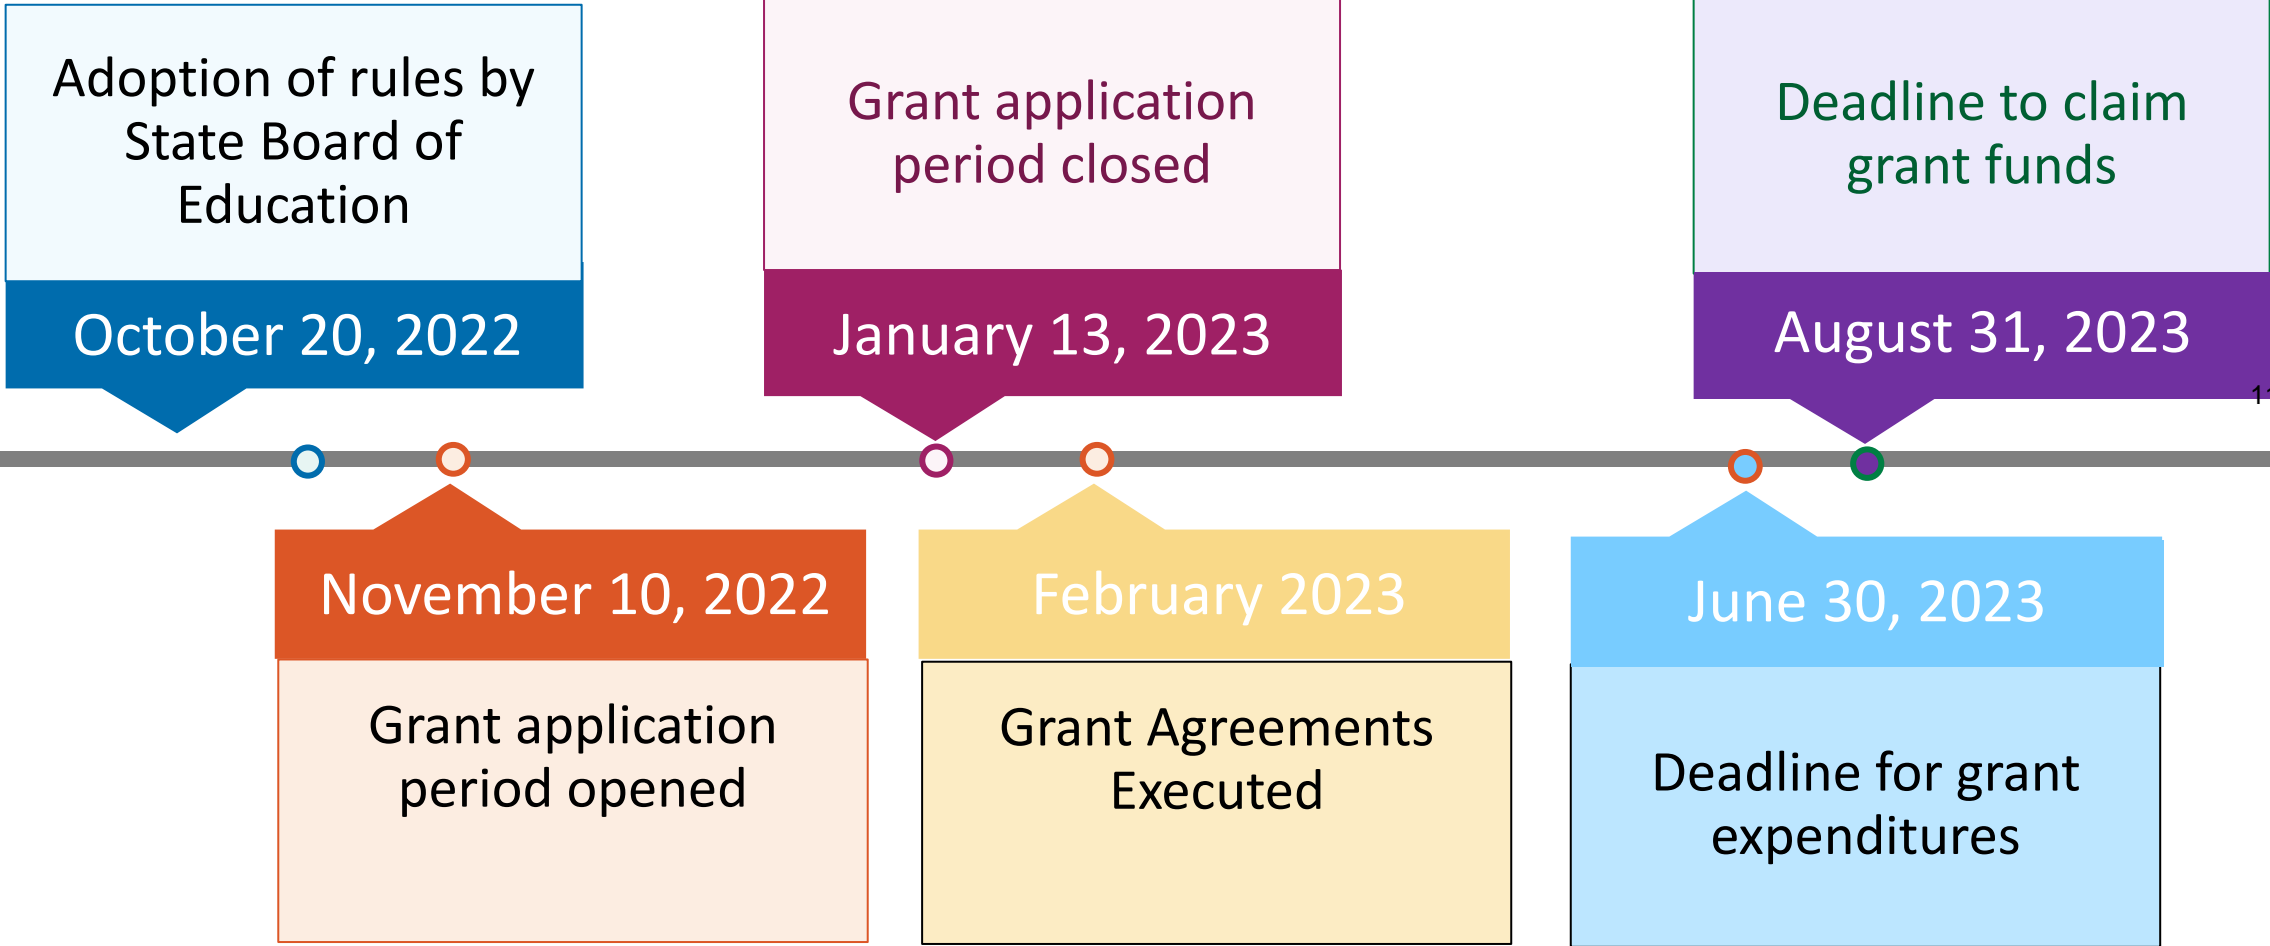 Adoption of rules by
State Board of
Education
October 20, 2022
Grant application
period closed
January 13, 2023
Deadline to claim
grant funds
August 31, 2023
November 10, 2022
Grant application
period opened
February 2023
Grant Agreements
Executed
June 30, 2023
Deadline for grant
expenditures